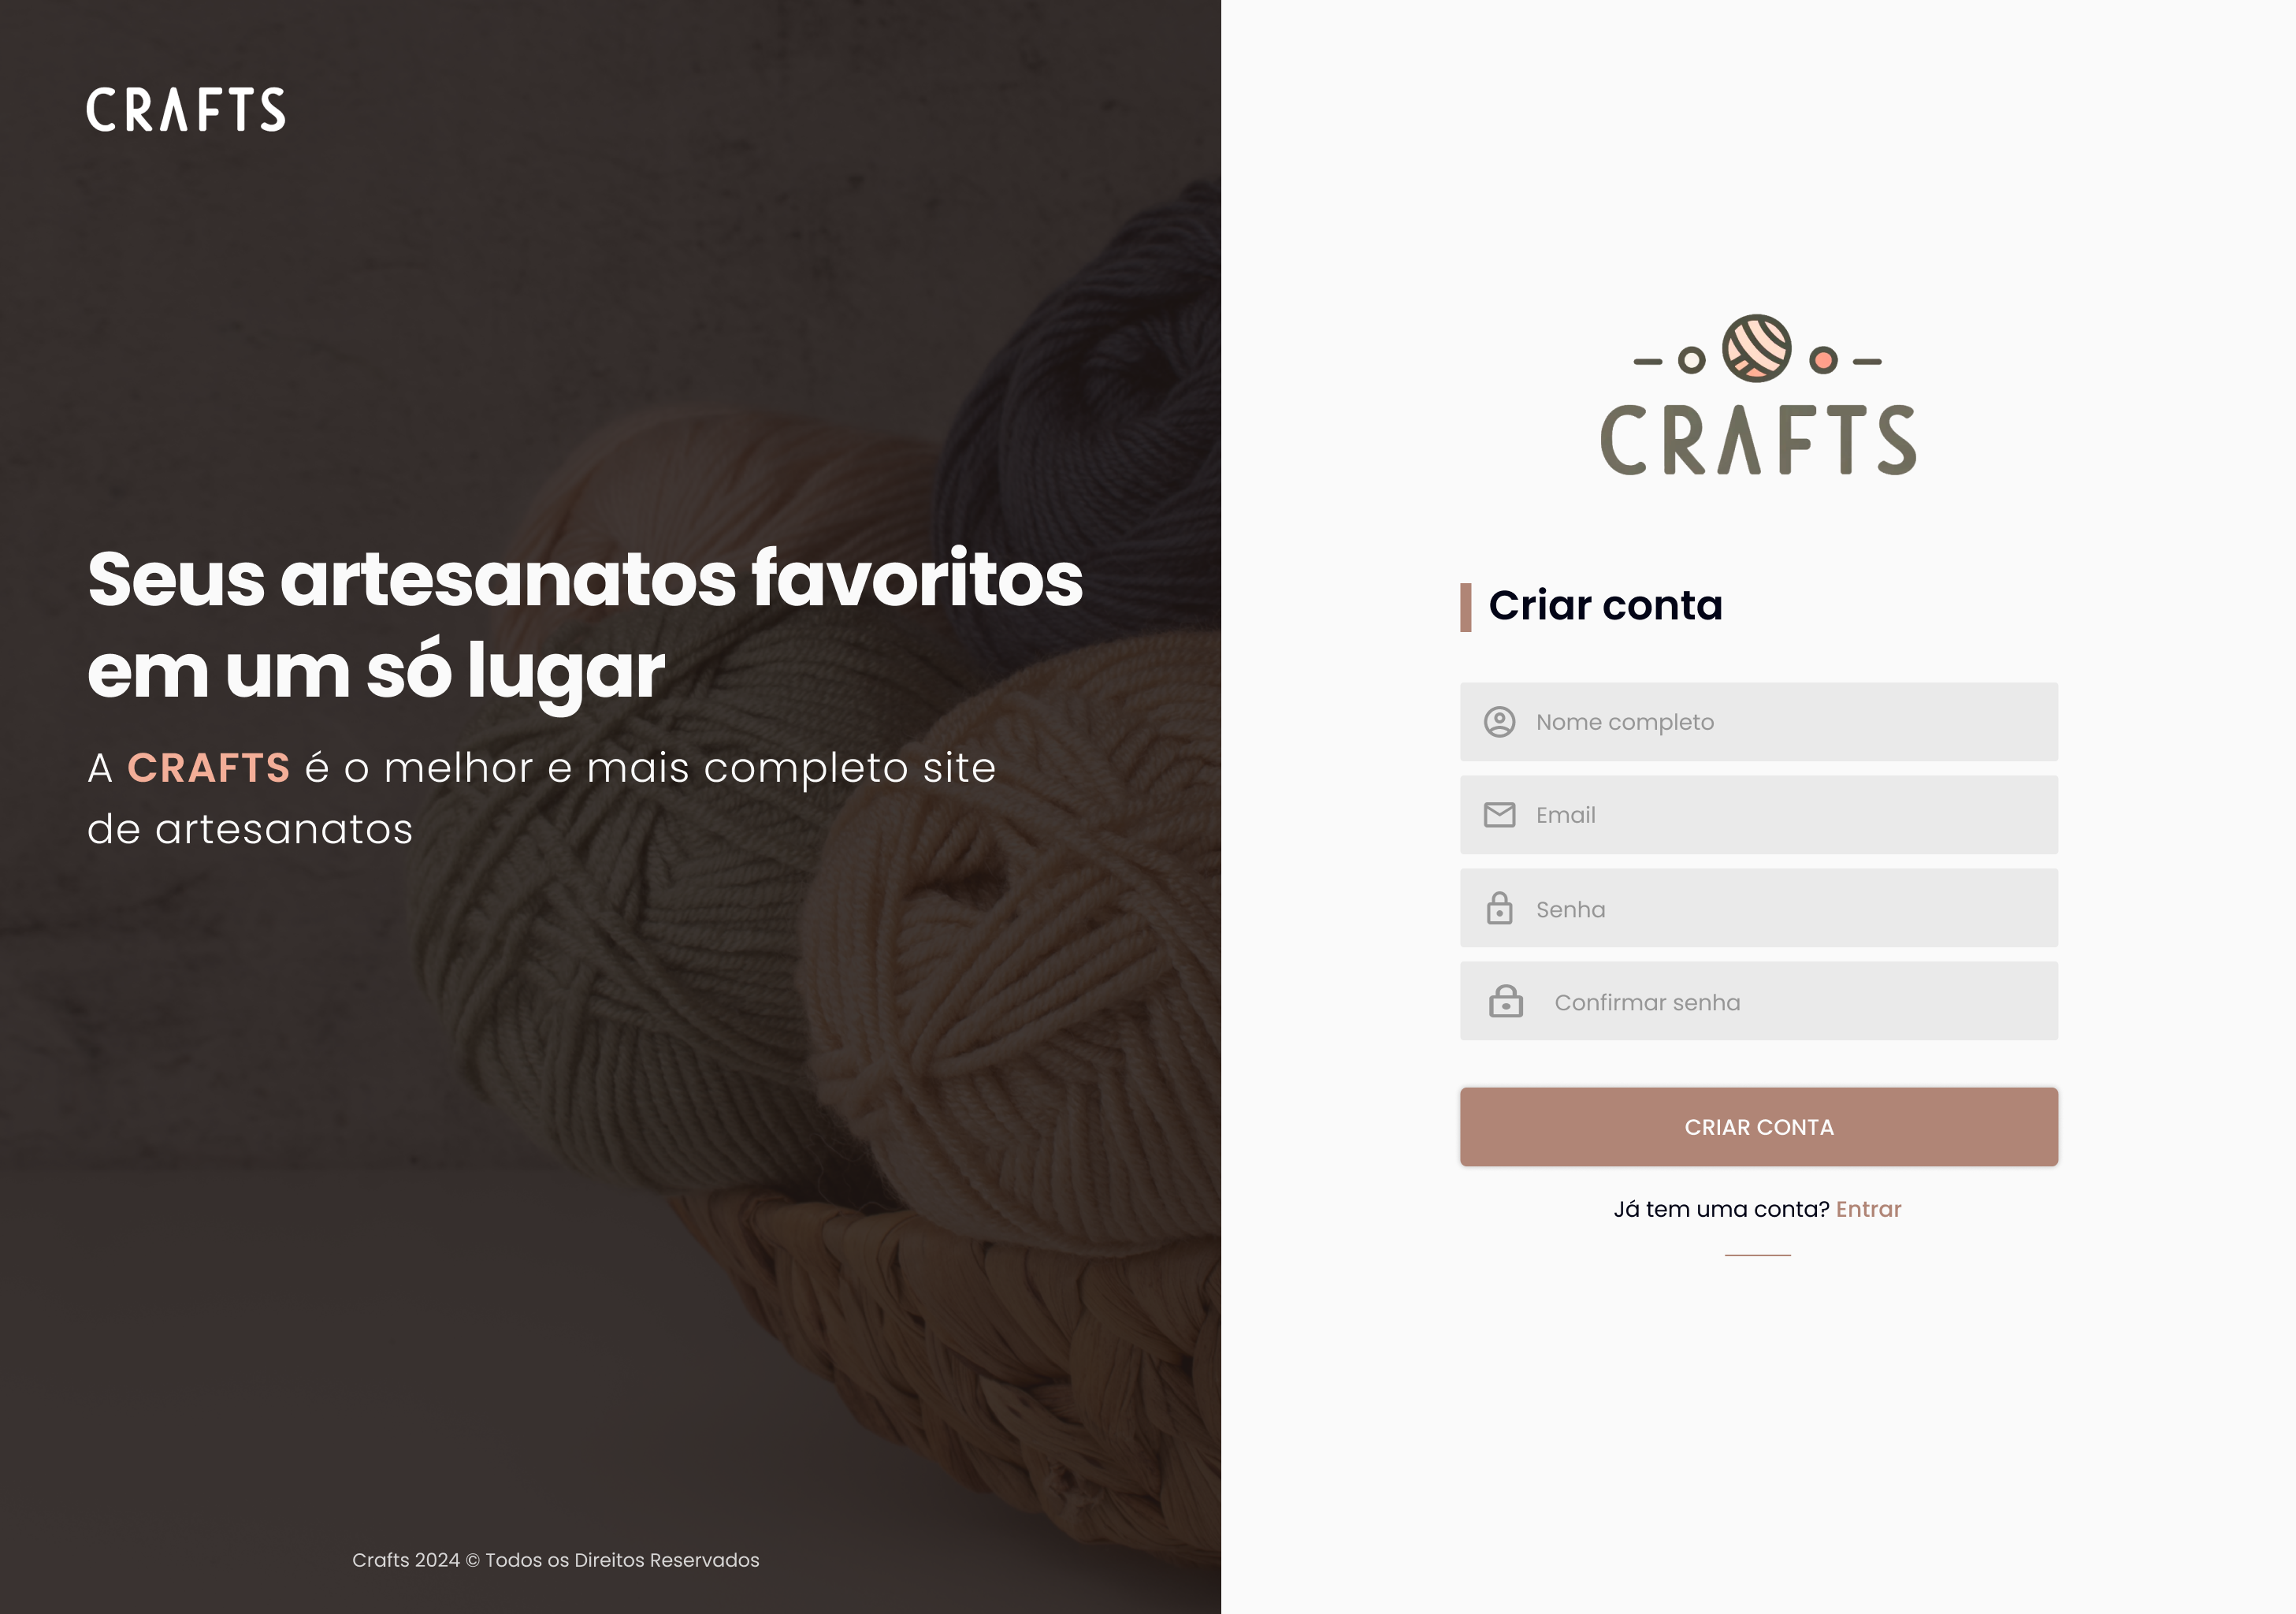 CRAFTS
Seus artesanatos favoritos
em um só lugar
A CRAFTS é o melhor e mais completo site
de artesanatos
Crafts 2024 © Todos os Direitos Reservados
CRAFTS
Criar conta
Nome completo
Email
Senha
Confirmar senha
CRIAR CONTA
Já tem uma conta? Entrar